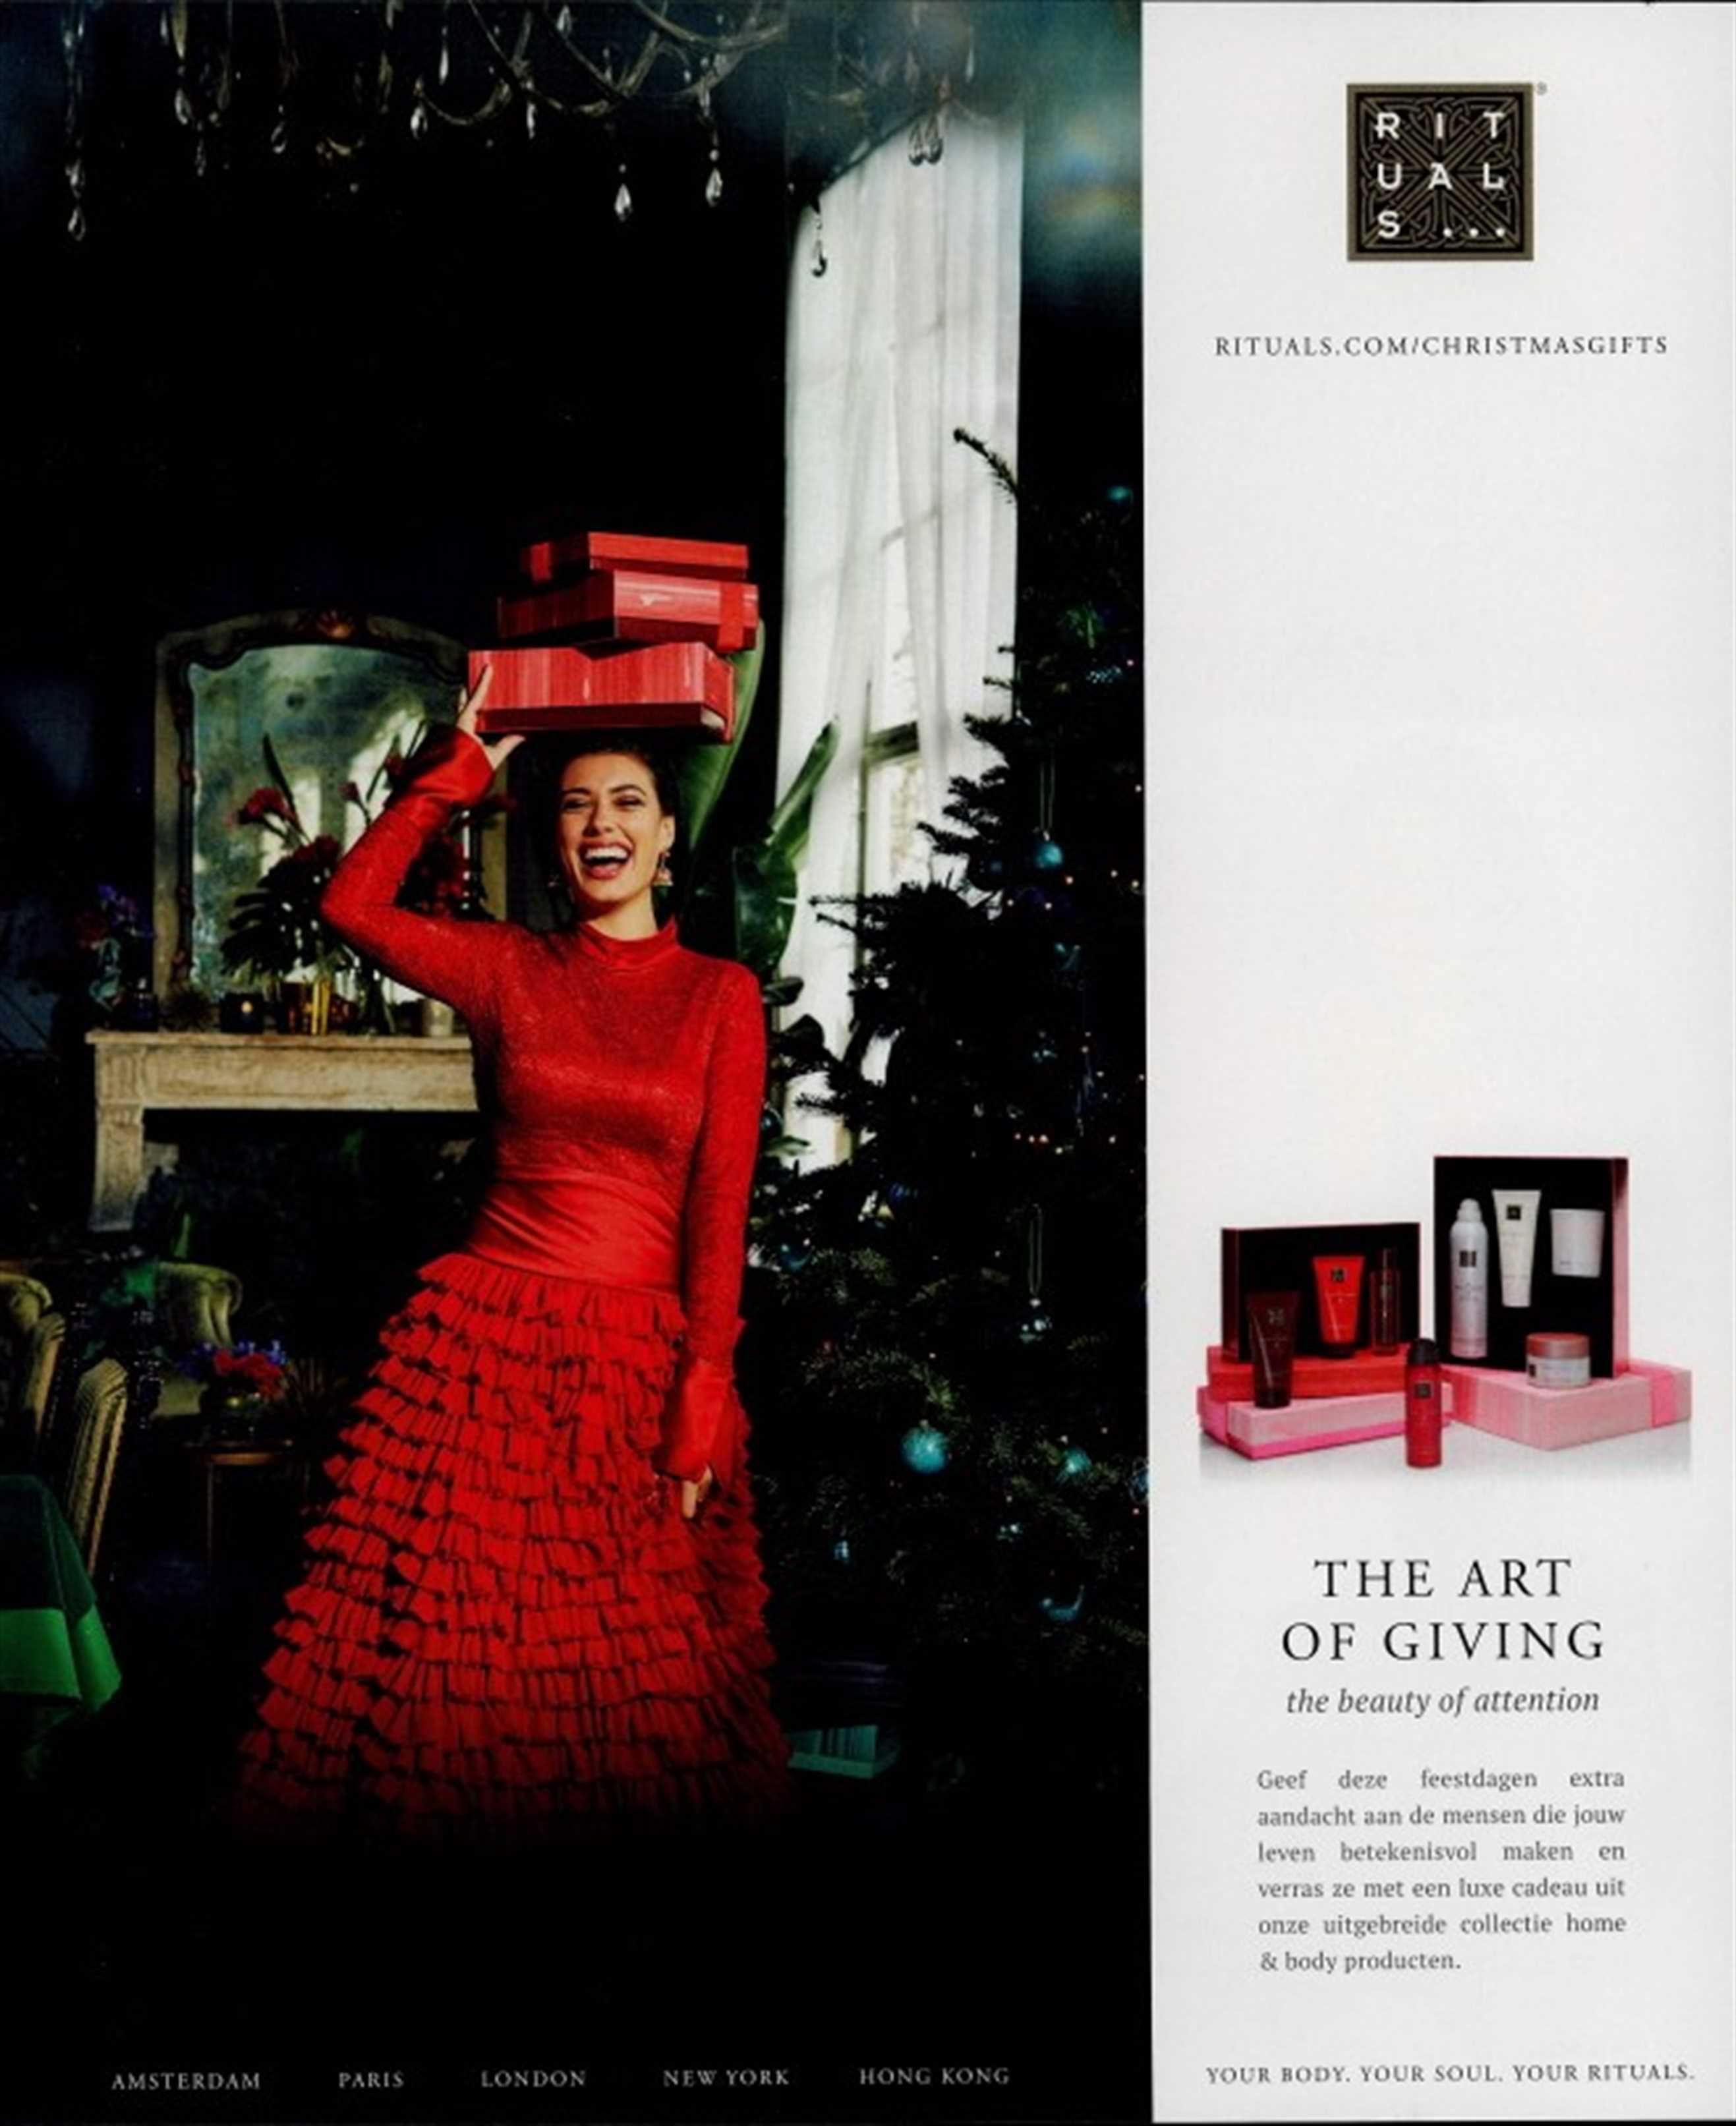 RIT
UAL
S...
®
RITUALS.COM/CHRISTMASGIFTS
THE ART
OF GIVING
the beauty of attention
Geef deze feestdagen extra
aandacht aan de mensen die jouw
leven betekenisvol maken en
verras ze met een luxe cadeau uit
onze uitgebreide collectie home
& body producten.
AMSTERDAM PARIS LONDON NEW YORK HONG KONG
YOUR BODY. YOUR SOUL. YOUR RITUALS.